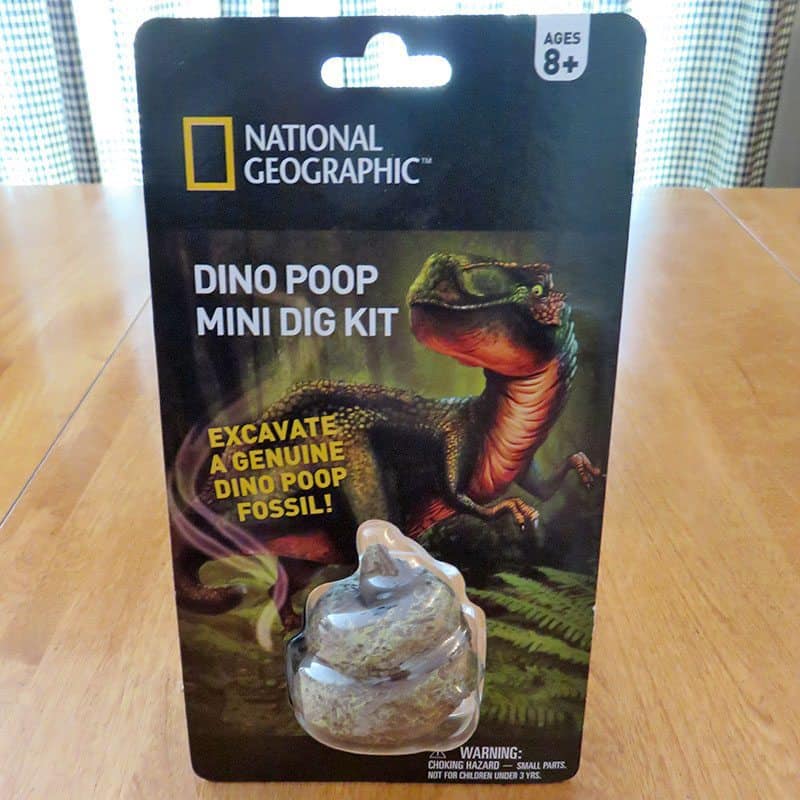 AGES
8+
NATIONAL
GEOGRAPHIC™
DINO POOP
MINI DIG KIT
EXCAVATE
A GENUINE
DINO POOP
FOSSIL!
WARNING:
CHOKING HAZARD — SMALL PARTS.
NOT FOR CHILDREN UNDER 3 YRS.